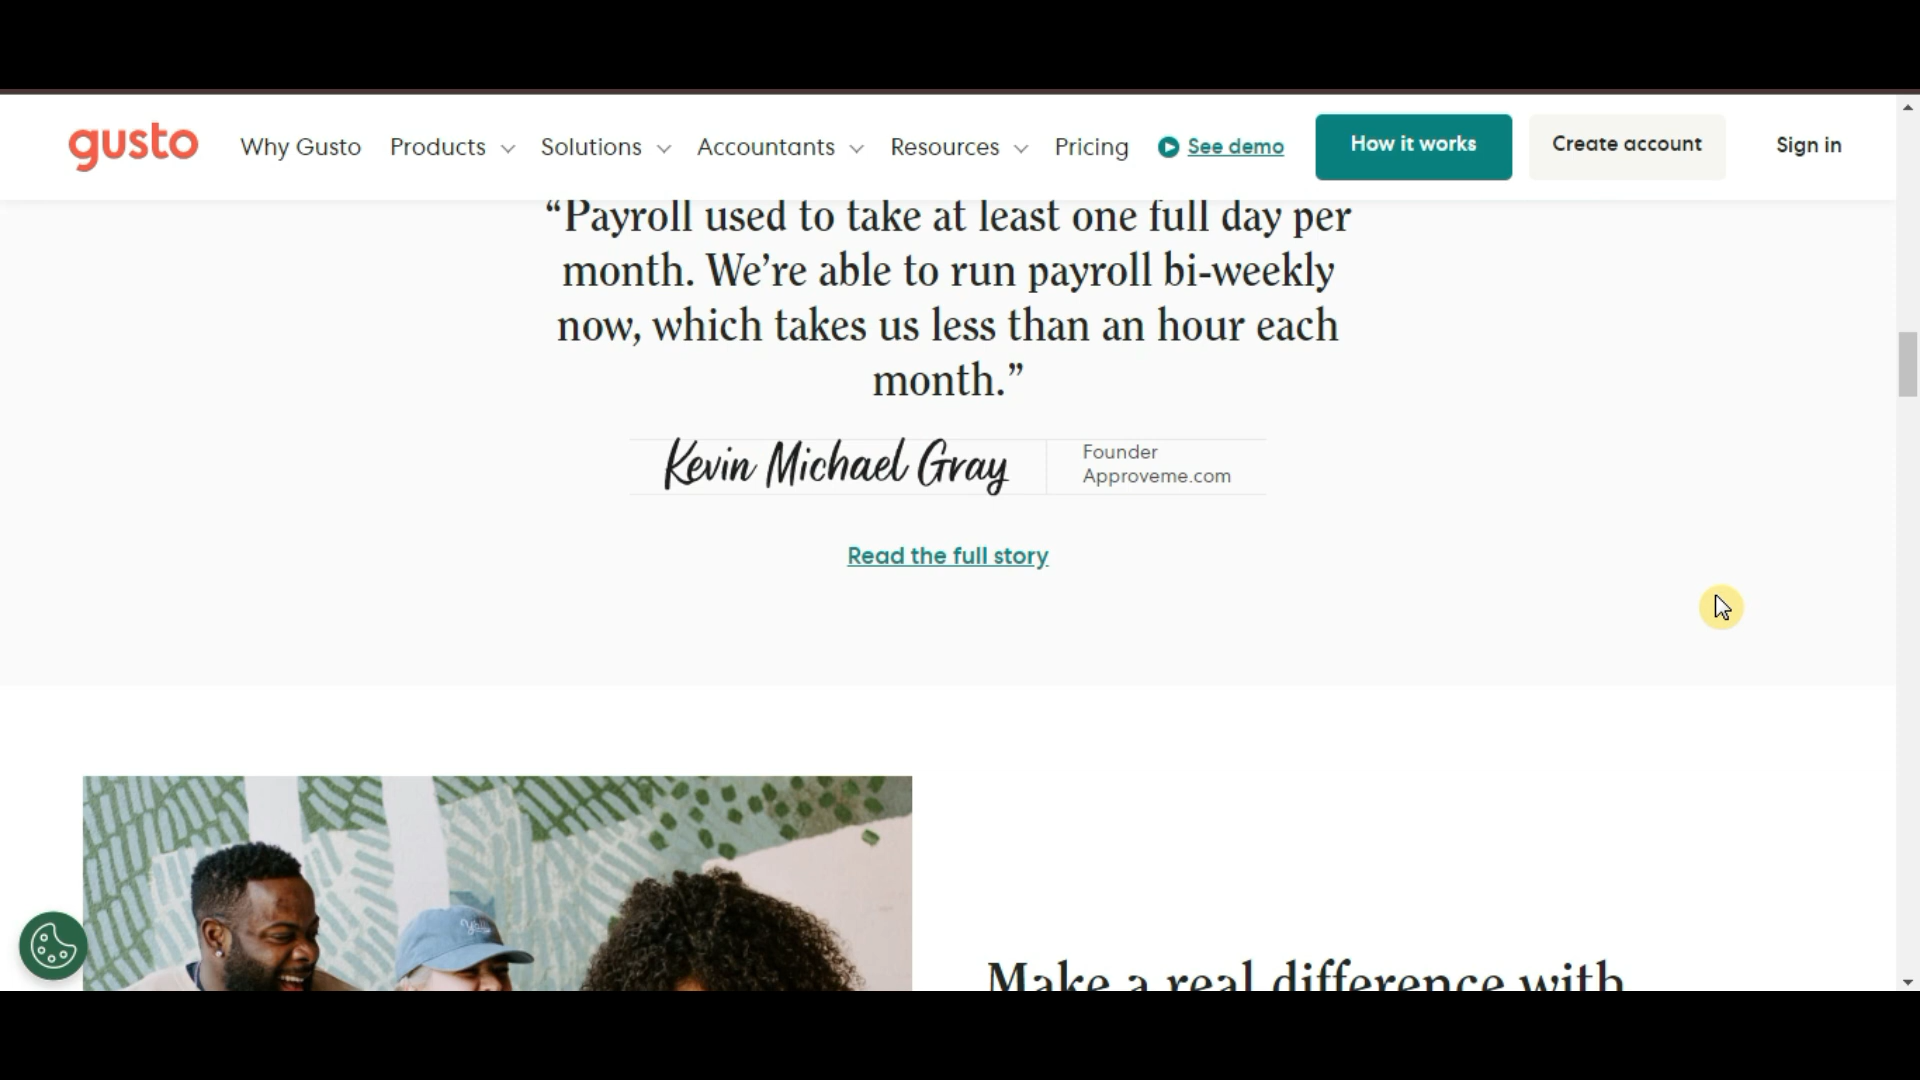 gusto
Why Gusto
Products
Solutions
Accountants
Resources
Pricing
See demo
How it works
Create account
Sign in
“Payroll used to take at least one full day per
month. We’re able to run payroll bi-weekly
now, which takes us less than an hour each
month.”
Kevin Michael Gray
Founder
Approveme.com
Read the full story
Make a real difference with